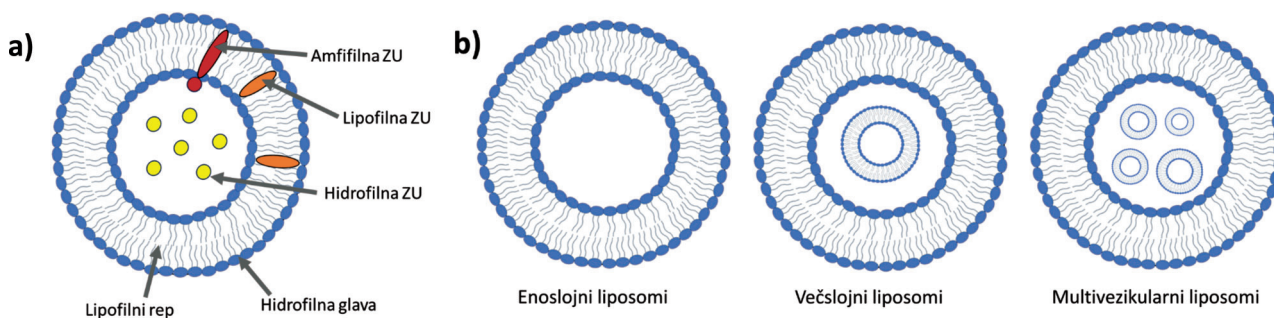 a)
Amfifilna ZU
Lipofilna ZU
Hidrofilna ZU
Lipofilni rep
Hidrofilna glava
b)
Enoslojni liposomi
Večslojni liposomi
Multivezikularni liposomi